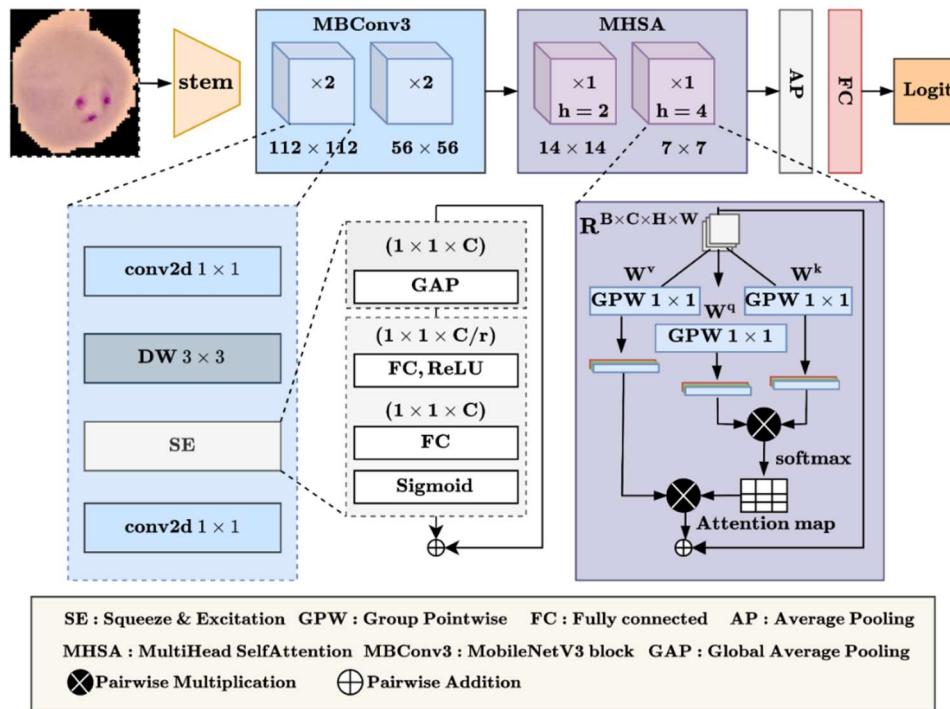 MBConv3
MHSA
stem
×2
×2
×1
h = 2
×1
h = 4
AP
FC
Logit
112 × 112
56 × 56
14 × 14
7 × 7
conv2d 1 × 1
DW 3 × 3
SE
conv2d 1 × 1
(1 × 1 × C)
GAP
(1 × 1 × C/r)
FC, ReLU
(1 × 1 × C)
FC
Sigmoid
R^{B×C×H×W}
W^v
W^k
GPW 1 × 1
W^q
GPW 1 × 1
GPW 1 × 1
softmax
Attention map
SE : Squeeze & Excitation GPW : Group Pointwise FC : Fully connected AP : Average Pooling
MHSA : MultiHead SelfAttention MBConv3 : MobileNetV3 block GAP : Global Average Pooling
Pairwise Multiplication Pairwise Addition